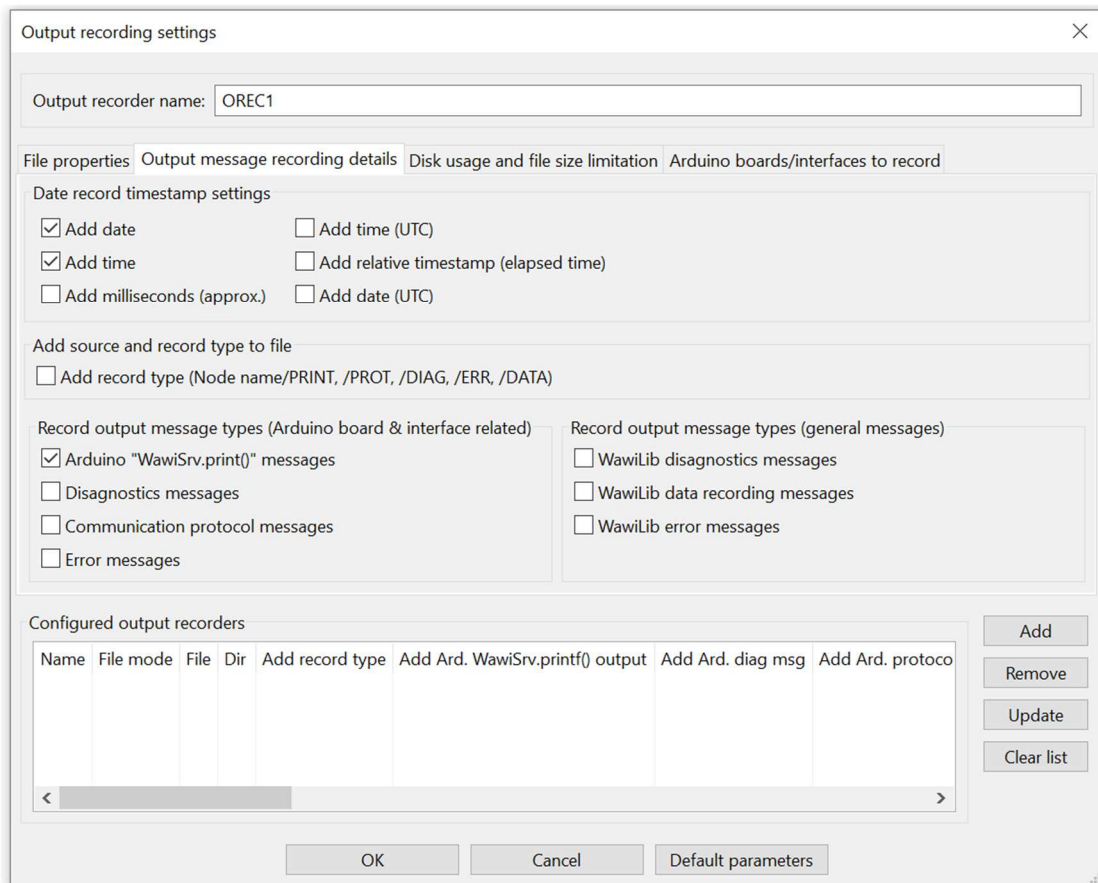 Output recording settings
Output recorder name: OREC1
File properties Output message recording details Disk usage and file size limitation Arduino boards/interfaces to record
Date record timestamp settings
Add date Add time (UTC)
Add time Add relative timestamp (elapsed time)
Add milliseconds (approx.) Add date (UTC)
Add source and record type to file
Add record type (Node name/PRINT, /PROT, /DIAG, /ERR, /DATA)
Record output message types (Arduino board & interface related)
Arduino "WawiSrv.print()" messages
Disagnostics messages
Communication protocol messages
Error messages
Record output message types (general messages)
WawiLib disagnostics messages
WawiLib data recording messages
WawiLib error messages
Configured output recorders
Name File mode File Dir Add record type Add Ard. WawiSrv.printf() output Add Ard. diag msg Add Ard. protoco
Add
Remove
Update
Clear list
OK Cancel Default parameters